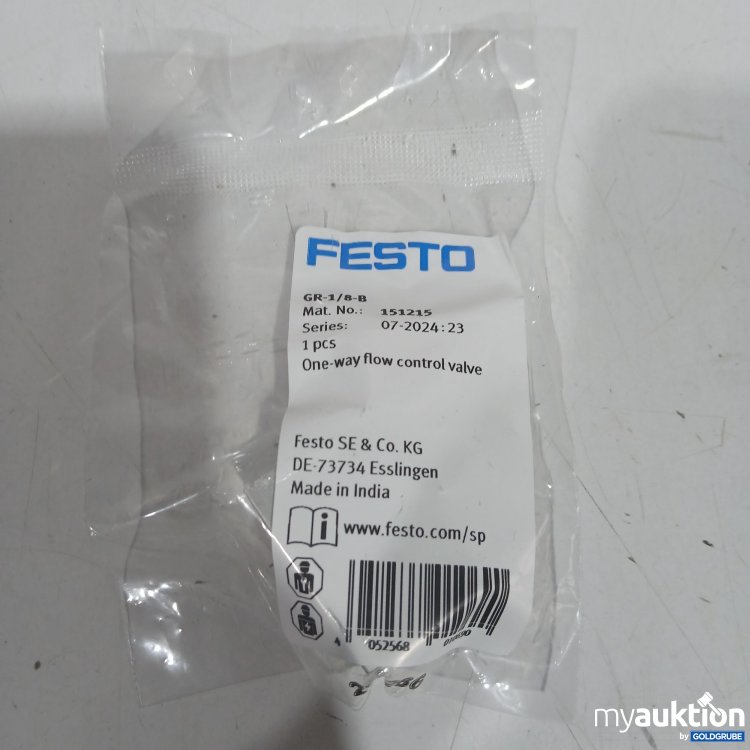 FESTO
GR-1/8-B
Mat. No.: 151215
Series: 07-2024:23
1 pcs
One-way flow control valve
Festo SE & Co. KG
DE-73734 Esslingen
Made in India
i www.festo.com/sp
4 052568
myauktion
by GOLDGRUBE